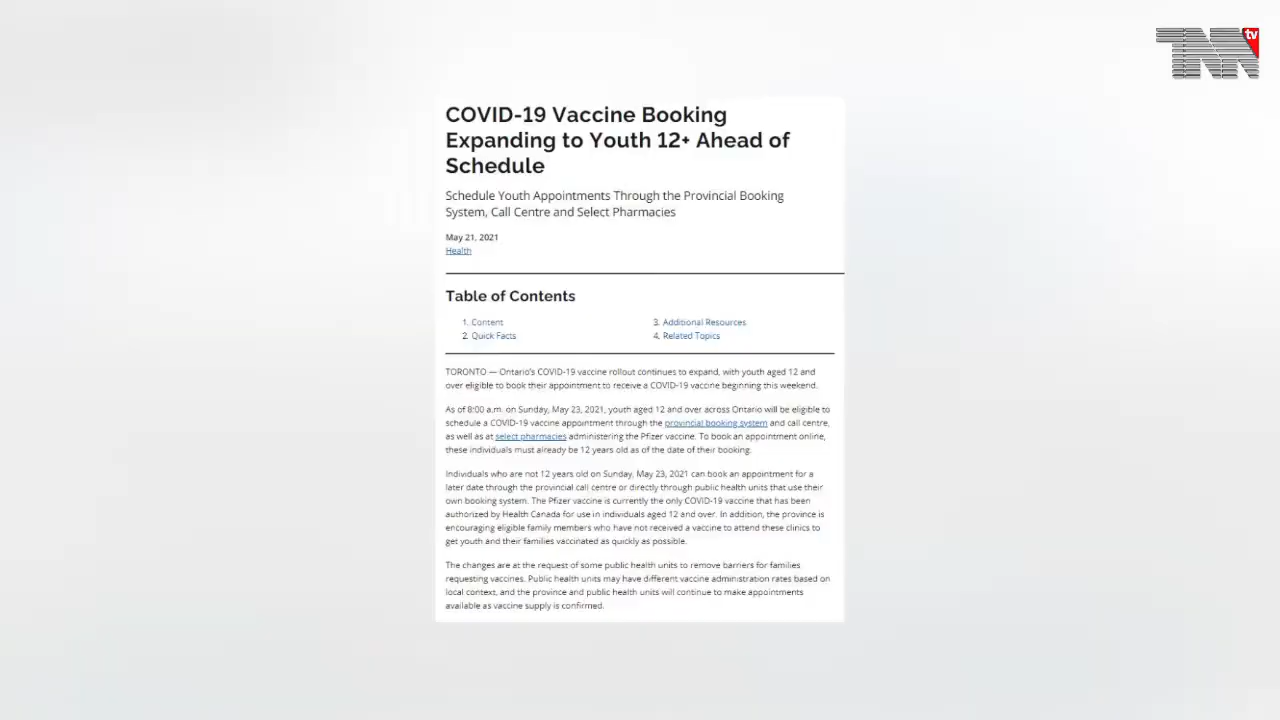 TNN tv
COVID-19 Vaccine Booking
Expanding to Youth 12+ Ahead of
Schedule
Schedule Youth Appointments Through the Provincial Booking
System, Call Centre and Select Pharmacies
May 21, 2021
Health
Table of Contents
1. Content
2. Quick Facts
3. Additional Resources
4. Related Topics
TORONTO — Ontario's COVID-19 vaccine rollout continues to expand, with youth aged 12 and
over eligible to book their appointment to receive a COVID-19 vaccine beginning this weekend.
As of 8:00 a.m. on Sunday, May 23, 2021, youth aged 12 and over across Ontario will be eligible to
schedule a COVID-19 vaccine appointment through the provincial booking system and call centre,
as well as at select pharmacies administering the Pfizer vaccine. To book an appointment online,
these individuals must already be 12 years old as of the date of their booking.
Individuals who are not 12 years old on Sunday, May 23, 2021 can book an appointment for a
later date through the provincial call centre or directly through public health units that use their
own booking system. The Pfizer vaccine is currently the only COVID-19 vaccine that has been
authorized by Health Canada for use in individuals aged 12 and over. In addition, the province is
encouraging eligible family members who have not received a vaccine to attend these clinics to
get youth and their families vaccinated as quickly as possible.
The changes are at the request of some public health units to remove barriers for families
requesting vaccines. Public health units may have different vaccine administration rates based on
local context, and the province and public health units will continue to make appointments
available as vaccine supply is confirmed.